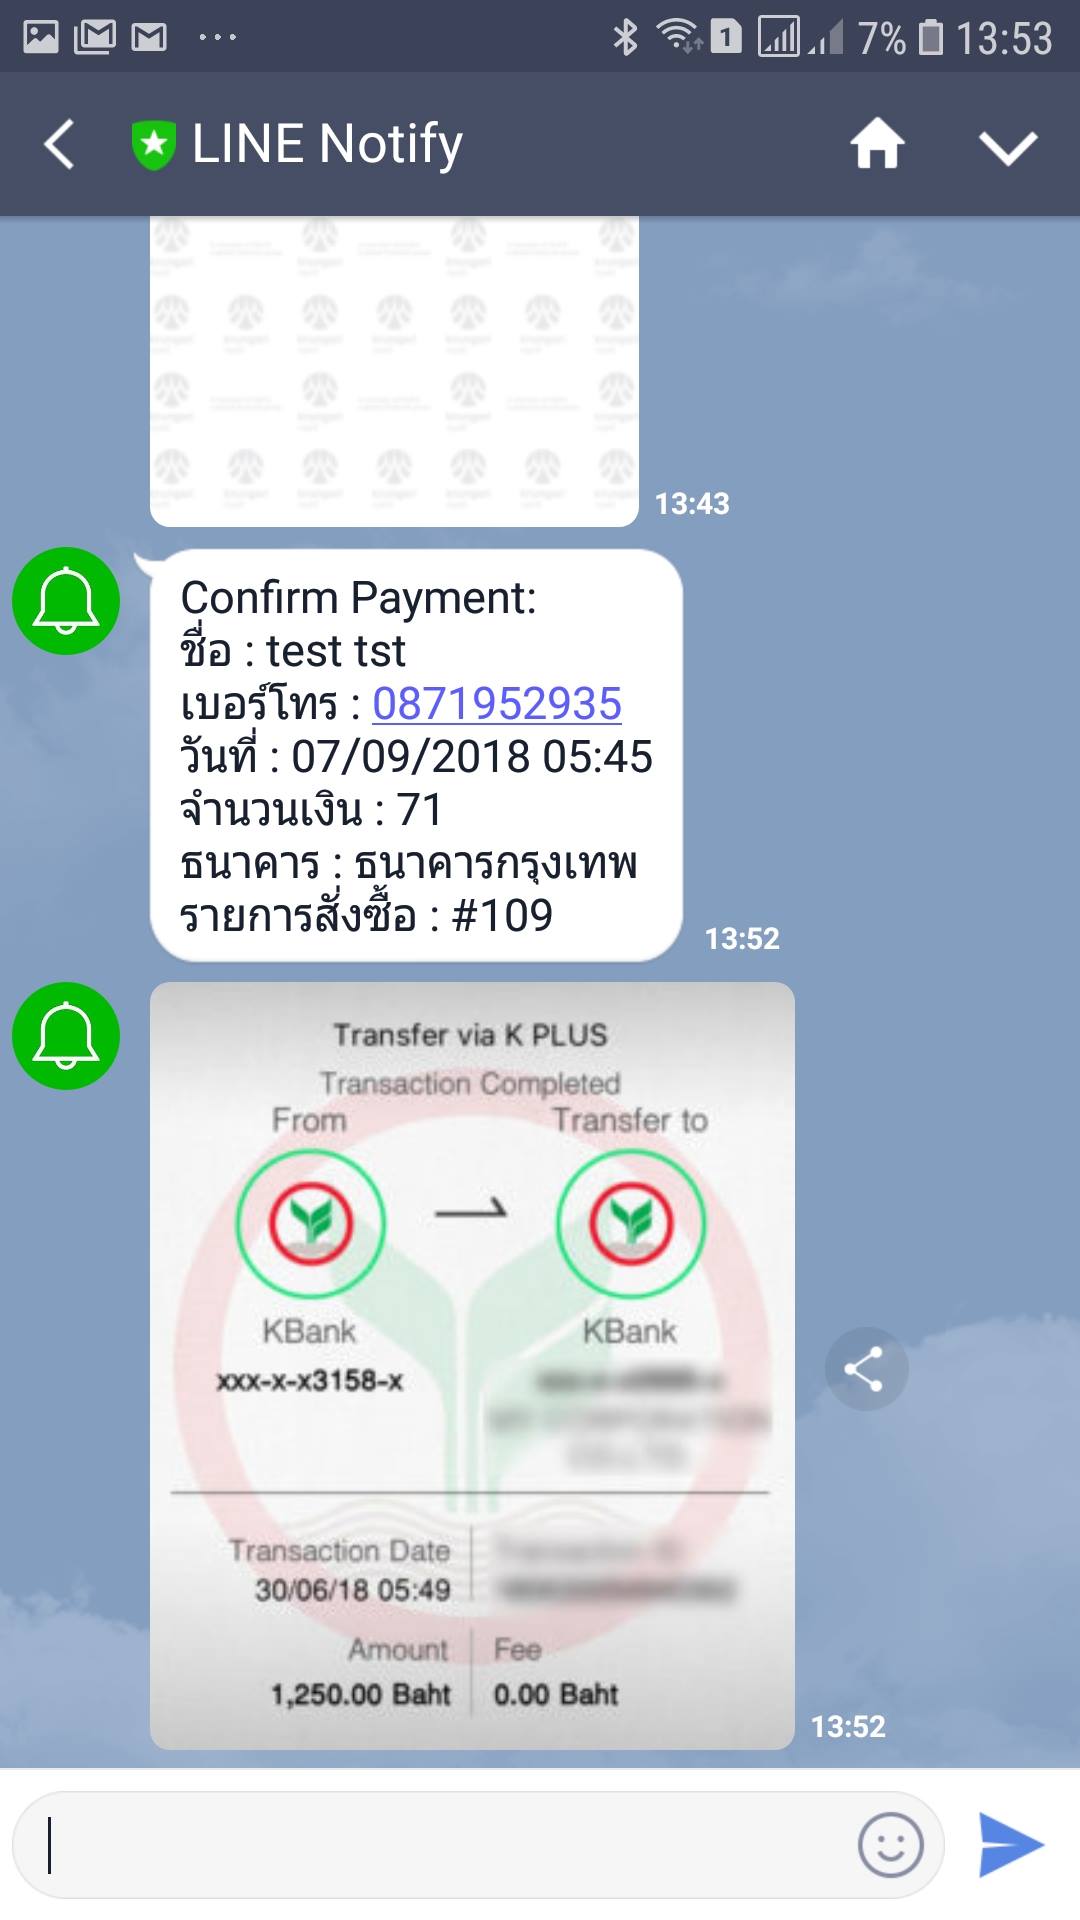 7%
13:53
LINE Notify
13:43
Confirm Payment:
ชื่อ : test tst
เบอร์โทร : 0871952935
วันที่ : 07/09/2018 05:45
จำนวนเงิน : 71
ธนาคาร : ธนาคารกรุงเทพ
รายการสั่งซื้อ : #109
13:52
Transfer via K PLUS
Transaction Completed
From
Transfer to
KBank
KBank
xxx-x-x3158-x
Transaction Date
30/06/18 05:49
Amount
Fee
1,250.00 Baht
0.00 Baht
13:52